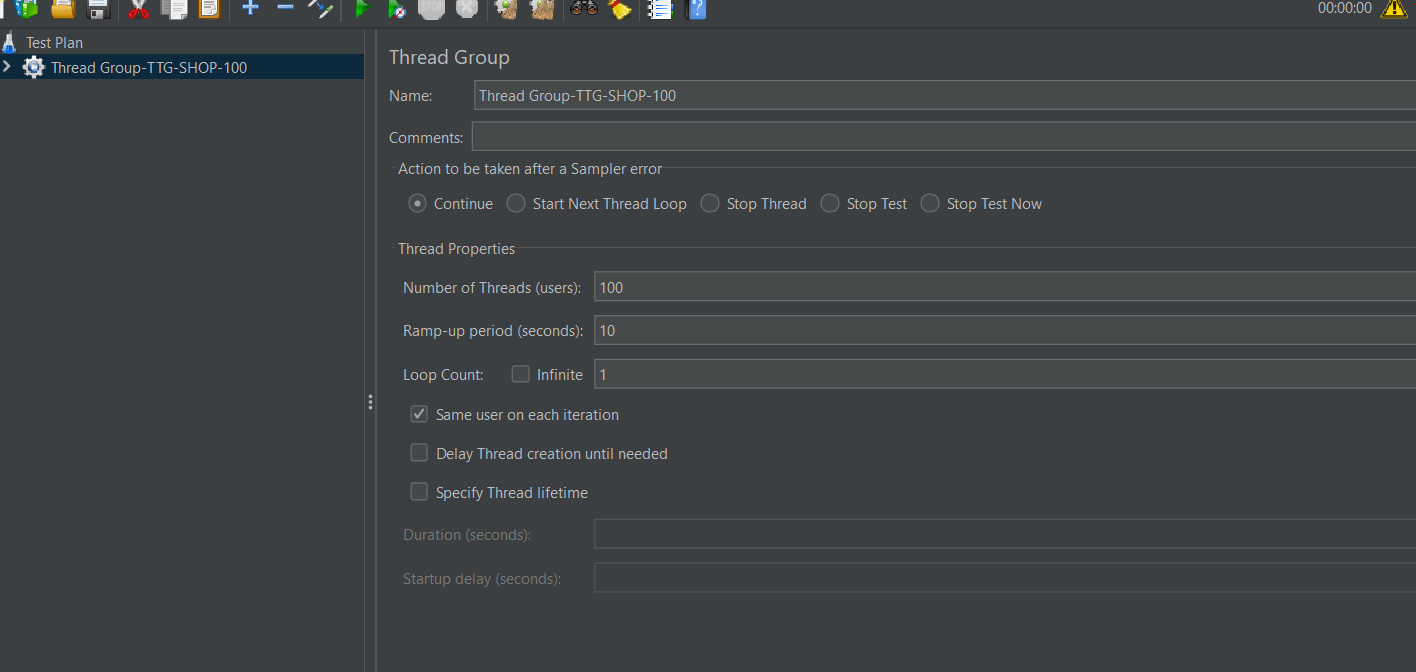 00:00:00
Test Plan
Thread Group-TTG-SHOP-100
Thread Group
Name: Thread Group-TTG-SHOP-100
Comments:
Action to be taken after a Sampler error
Continue Start Next Thread Loop Stop Thread Stop Test Stop Test Now
Thread Properties
Number of Threads (users): 100
Ramp-up period (seconds): 10
Loop Count: Infinite 1
Same user on each iteration
Delay Thread creation until needed
Specify Thread lifetime
Duration (seconds):
Startup delay (seconds):